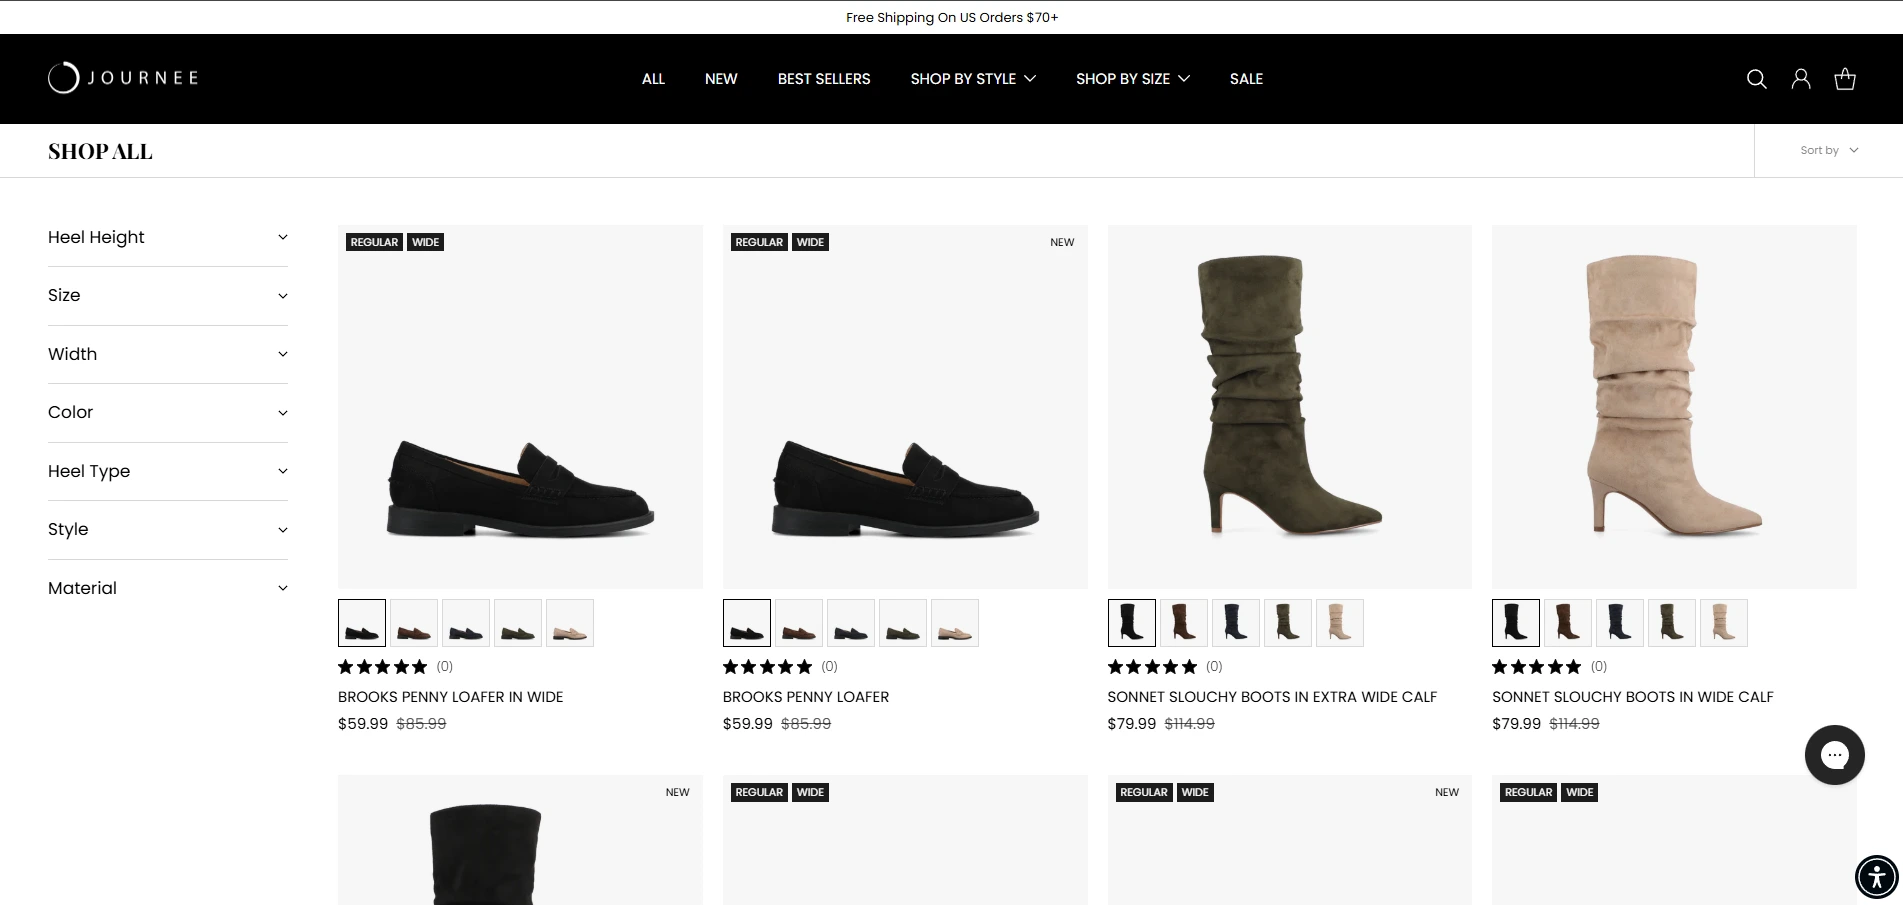 Free Shipping On US Orders $70+
JOURNEE
ALL NEW BEST SELLERS SHOP BY STYLE SHOP BY SIZE SALE
SHOP ALL
Sort by
Heel Height
Size
Width
Color
Heel Type
Style
Material
REGULAR WIDE
REGULAR WIDE NEW
(0)
(0)
(0)
(0)
BROOKS PENNY LOAFER IN WIDE
BROOKS PENNY LOAFER
SONNET SLOUCHY BOOTS IN EXTRA WIDE CALF
SONNET SLOUCHY BOOTS IN WIDE CALF
$59.99 $85.99
$59.99 $85.99
$79.99 $114.99
$79.99 $114.99
NEW
REGULAR WIDE
REGULAR WIDE NEW
REGULAR WIDE